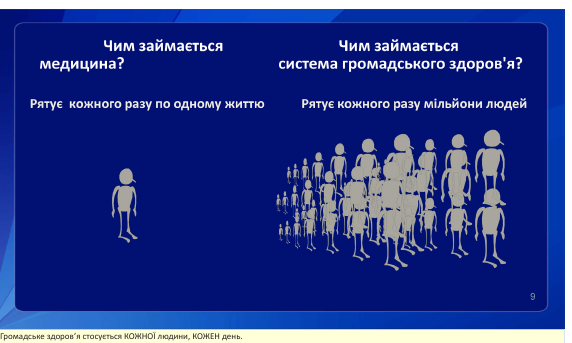 Чим займається
медицина?
Рятує кожного разу по одному життю
Чим займається
система громадського здоров'я?
Рятує кожного разу мільйони людей
9
Громадське здоров'я стосується КОЖНОЇ людини, КОЖЕН день.